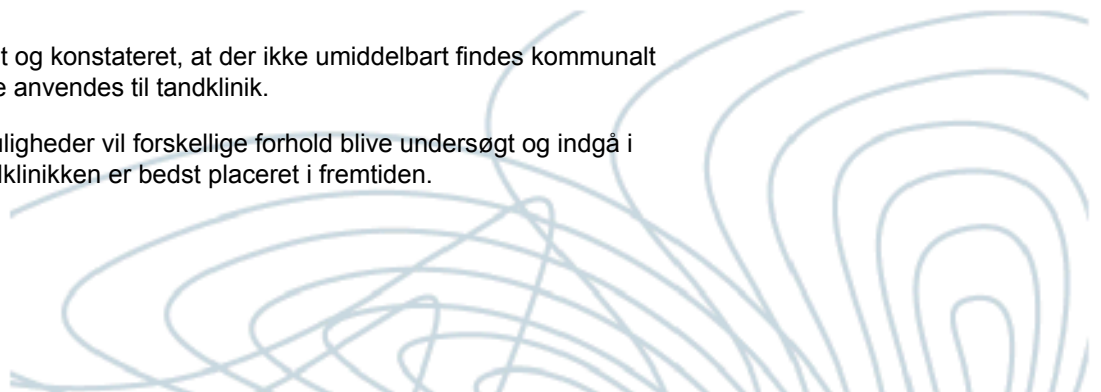 t og konstateret, at der ikke umiddelbart findes kommunalt
e anvendes til tandklinik.
uligheder vil forskellige forhold blive undersøgt og indgå i
dklinikken er bedst placeret i fremtiden.